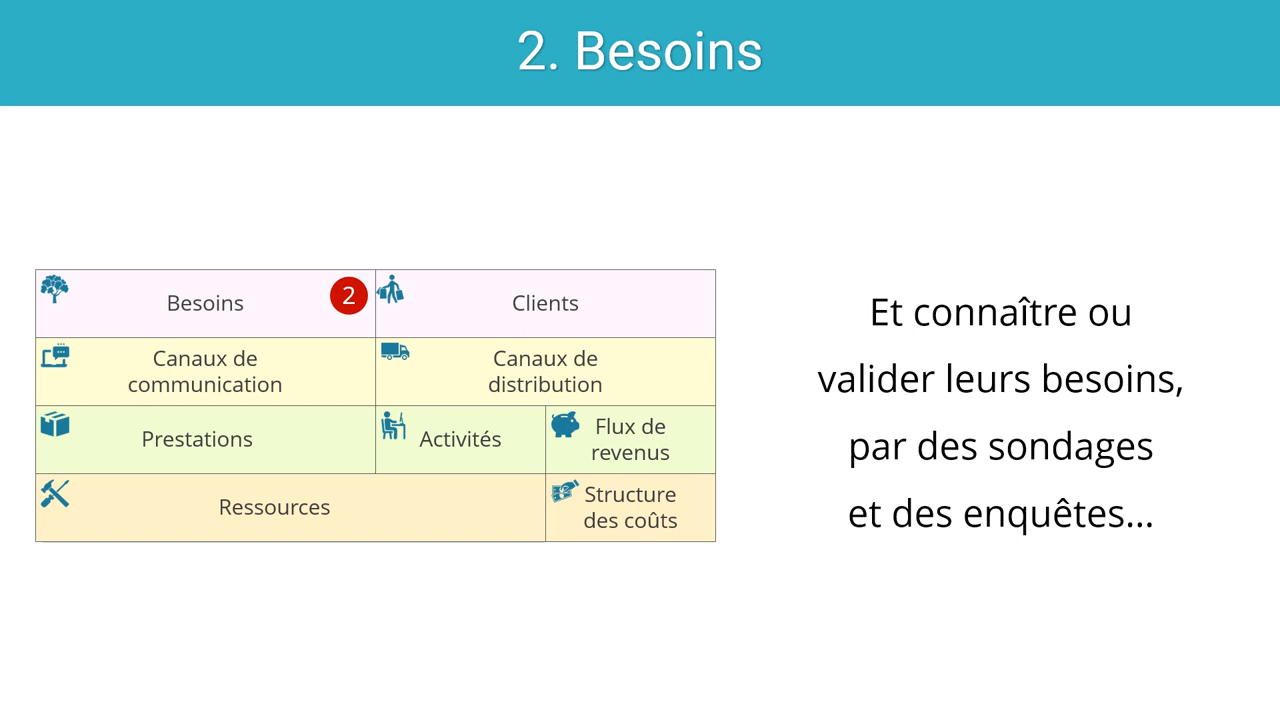 2. Besoins
Besoins
2
Clients
Canaux de
communication
Canaux de
distribution
Prestations
Activités
Flux de
revenus
Ressources
Structure
des coûts
Et connaître ou
valider leurs besoins,
par des sondages
et des enquêtes...